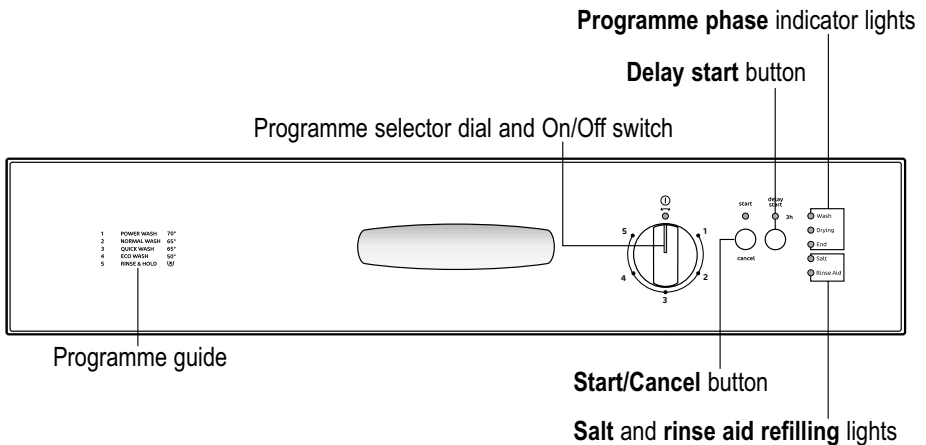 Programme phase indicator lights
Delay start button
Programme selector dial and On/Off switch
1 POWER WASH 70°
2 NORMAL WASH 65°
3 QUICK WASH 65°
4 ECO WASH 50°
5 RINSE & HOLD
5 1
4 2
3
start
cancel
delay
start
3h
Wash
Drying
End
Salt
Rinse Aid
Programme guide
Start/Cancel button
Salt and rinse aid refilling lights